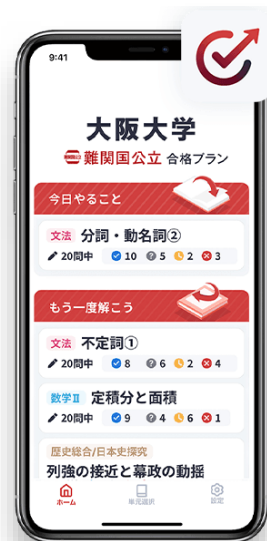 9:41
大阪大学
難関国公立 合格プラン
今日やること
文法 分詞・動名詞②
20問中 10 5 2 3
もう一度解こう
文法 不定詞①
20問中 8 6 2 4
数学Ⅱ 定積分と面積
20問中 9 4 6 1
歴史総合/日本史探究
列強の接近と幕政の動揺
ホーム 単元選択 設定